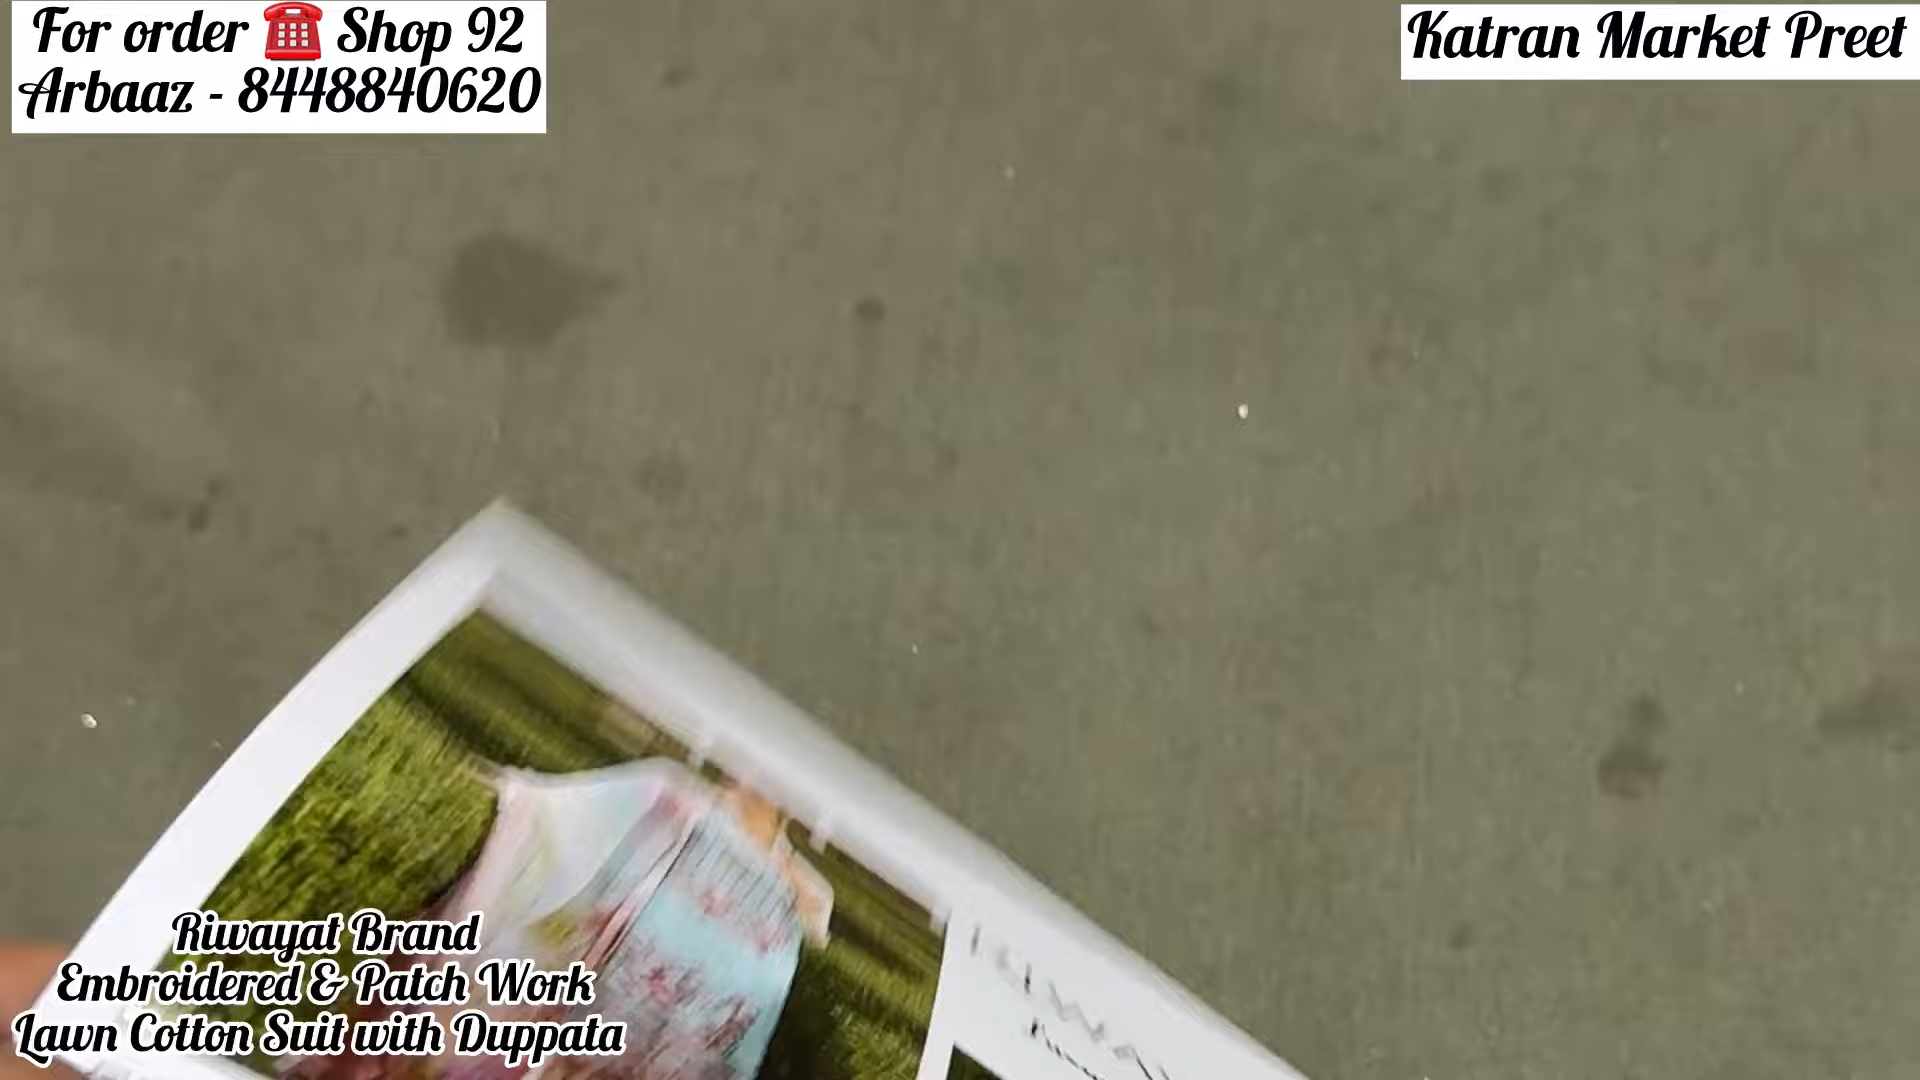 For order ☎️ Shop 92
Arbaaz - 8448840620
Katran Market Preet
Riwayat Brand
Embroidered & Patch Work
Lawn Cotton Suit with Duppata